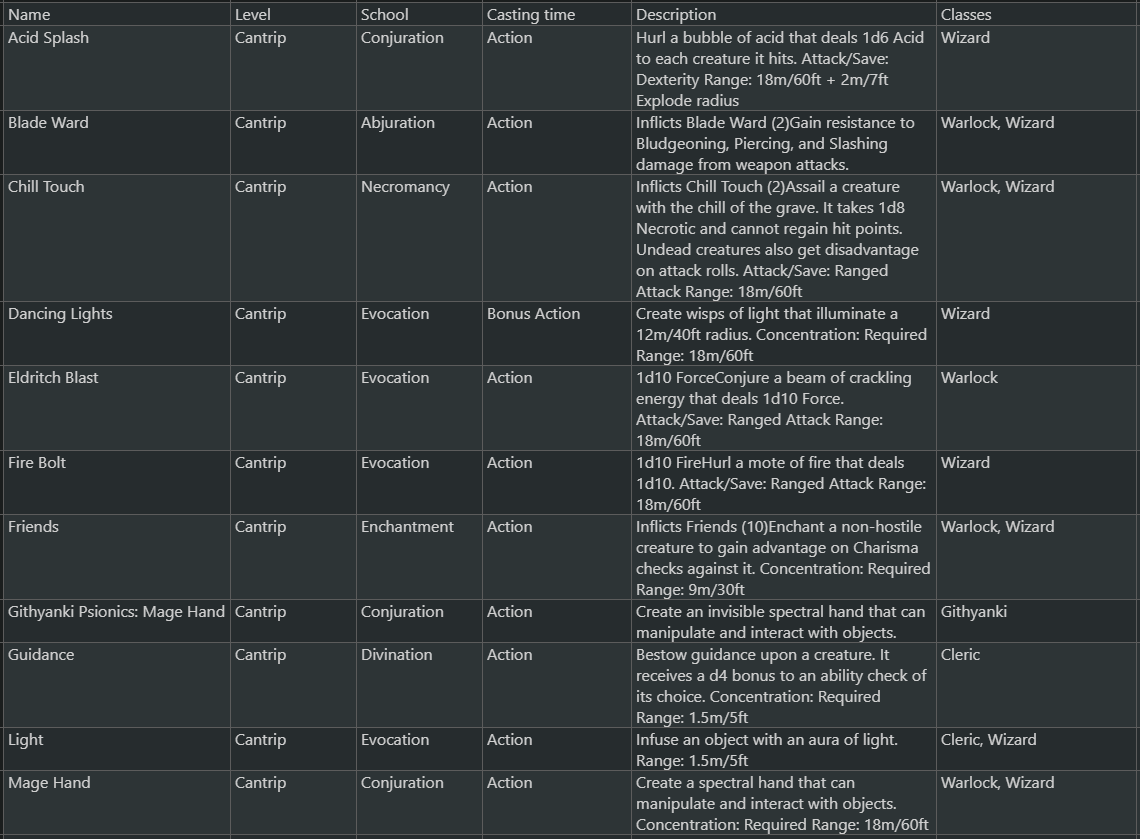 Name Level School Casting time Description Classes
Acid Splash Cantrip Conjuration Action Hurl a bubble of acid that deals 1d6 Acid Wizard
to each creature it hits. Attack/Save:
Dexterity Range: 18m/60ft + 2m/7ft
Explode radius
Blade Ward Cantrip Abjuration Action Inflicts Blade Ward (2)Gain resistance to Warlock, Wizard
Bludgeoning, Piercing, and Slashing
damage from weapon attacks.
Chill Touch Cantrip Necromancy Action Inflicts Chill Touch (2)Assail a creature Warlock, Wizard
with the chill of the grave. It takes 1d8
Necrotic and cannot regain hit points.
Undead creatures also get disadvantage
on attack rolls. Attack/Save: Ranged
Attack Range: 18m/60ft
Dancing Lights Cantrip Evocation Bonus Action Create wisps of light that illuminate a Wizard
12m/40ft radius. Concentration: Required
Range: 18m/60ft
Eldritch Blast Cantrip Evocation Action 1d10 ForceConjure a beam of crackling Warlock
energy that deals 1d10 Force.
Attack/Save: Ranged Attack Range:
18m/60ft
Fire Bolt Cantrip Evocation Action 1d10 FireHurl a mote of fire that deals Wizard
1d10. Attack/Save: Ranged Attack Range:
18m/60ft
Friends Cantrip Enchantment Action Inflicts Friends (10)Enchant a non-hostile Warlock, Wizard
creature to gain advantage on Charisma
checks against it. Concentration: Required
Range: 9m/30ft
Githyanki Psionics: Mage Hand Cantrip Conjuration Action Create an invisible spectral hand that can Githyanki
manipulate and interact with objects.
Guidance Cantrip Divination Action Bestow guidance upon a creature. It Cleric
receives a d4 bonus to an ability check of
its choice. Concentration: Required
Range: 1.5m/5ft
Light Cantrip Evocation Action Infuse an object with an aura of light. Cleric, Wizard
Range: 1.5m/5ft
Mage Hand Cantrip Conjuration Action Create a spectral hand that can Warlock, Wizard
manipulate and interact with objects.
Concentration: Required Range: 18m/60ft